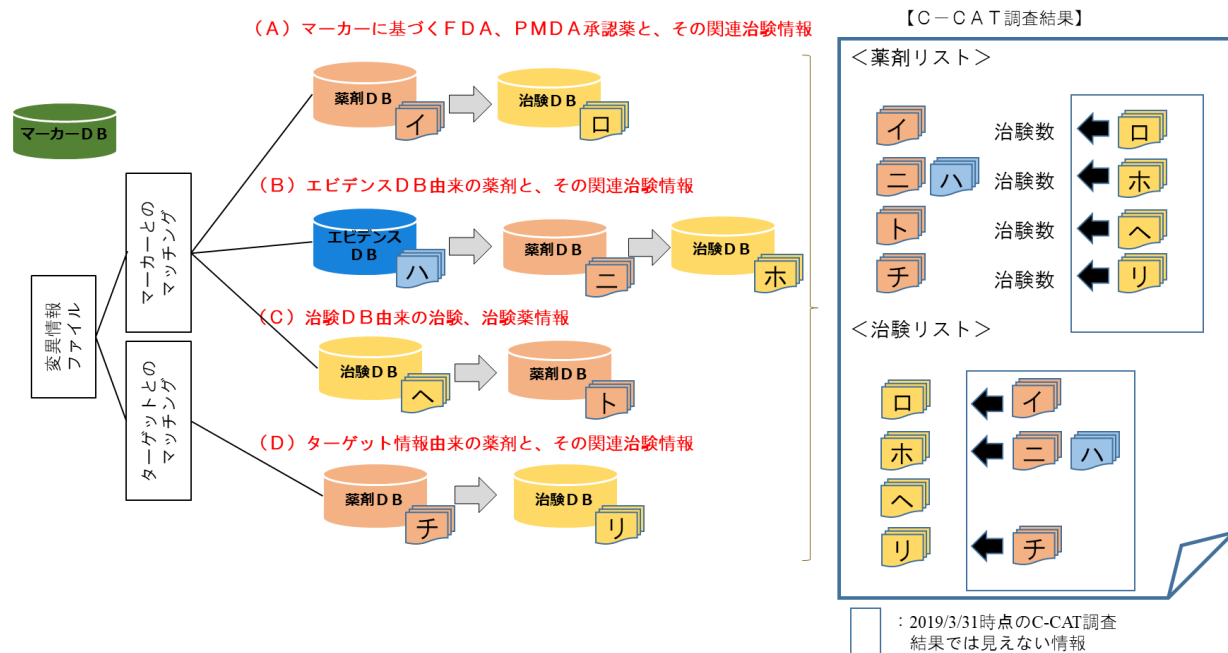 (A)マーカーに基づくFDA、PMDA承認薬と、その関連治験情報
マーカーDB
薬剤DB
イ
治験DB
ロ
(B)エビデンスDB由来の薬剤と、その関連治験情報
エビデンス
DB
ハ
薬剤DB
ニ
治験DB
ホ
(C)治験DB由来の治験、治験薬情報
治験DB
ヘ
薬剤DB
ト
(D)ターゲット情報由来の薬剤と、その関連治験情報
薬剤DB
チ
治験DB
リ
変異情報
ファイル
マーカーとの
マッチング
ターゲットとの
マッチング
【C-CAT調査結果】
<薬剤リスト>
イ 治験数 ロ
ニ ハ 治験数 ホ
ト 治験数 ヘ
チ 治験数 リ
<治験リスト>
ロ イ
ホ ニ ハ
ヘ
リ チ
:2019/3/31時点のC-CAT調査
結果では見えない情報